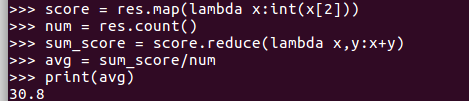 >>> score = res.map(lambda x:int(x[2]))
>>> num = res.count()
>>> sum_score = score.reduce(lambda x,y:x+y)
>>> avg = sum_score/num
>>> print(avg)
30.8